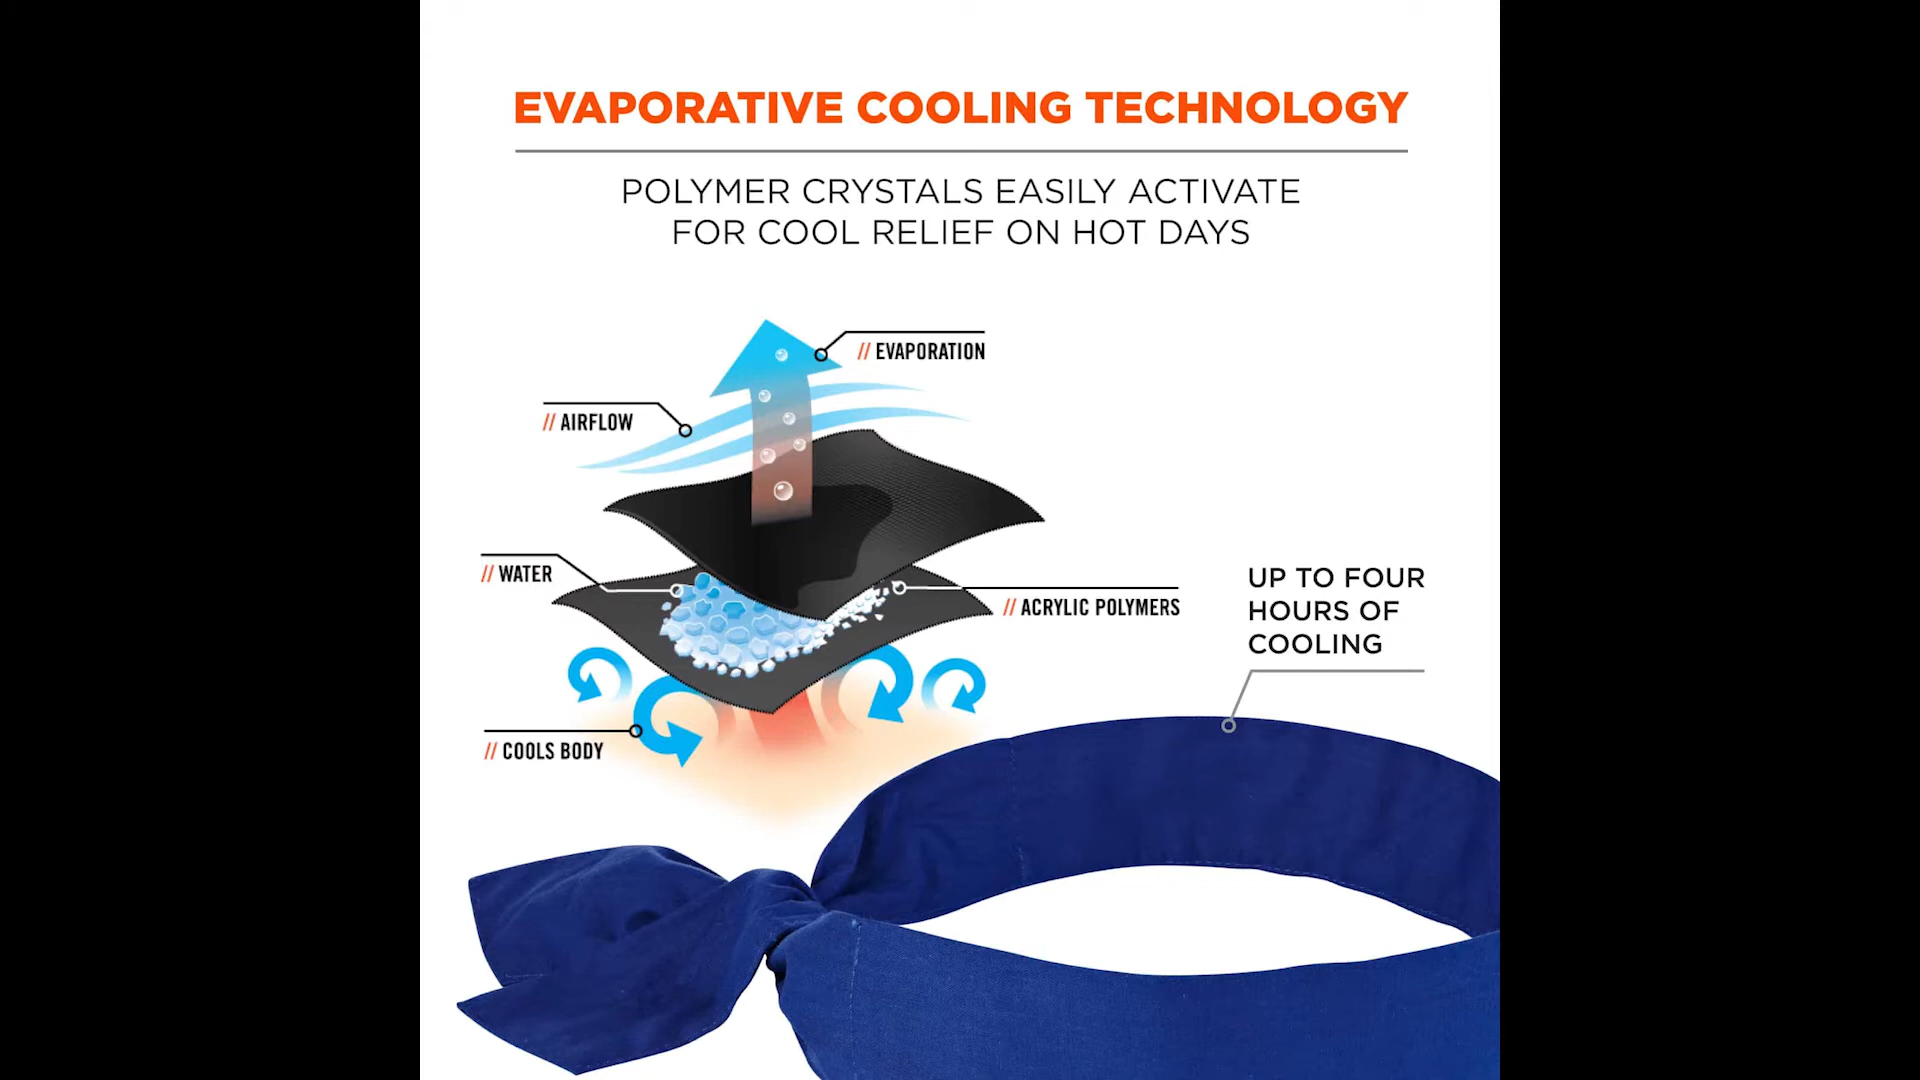 EVAPORATIVE COOLING TECHNOLOGY
POLYMER CRYSTALS EASILY ACTIVATE
FOR COOL RELIEF ON HOT DAYS
// EVAPORATION
// AIRFLOW
// WATER
// ACRYLIC POLYMERS
UP TO FOUR
HOURS OF
COOLING
// COOLS BODY